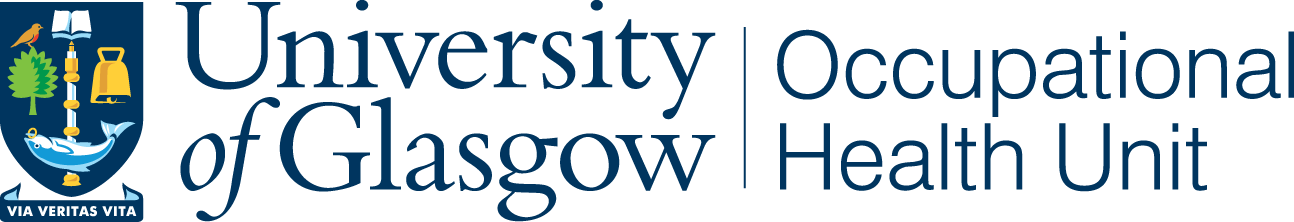 University
of Glasgow
Occupational
Health Unit
VIA VERITAS VITA